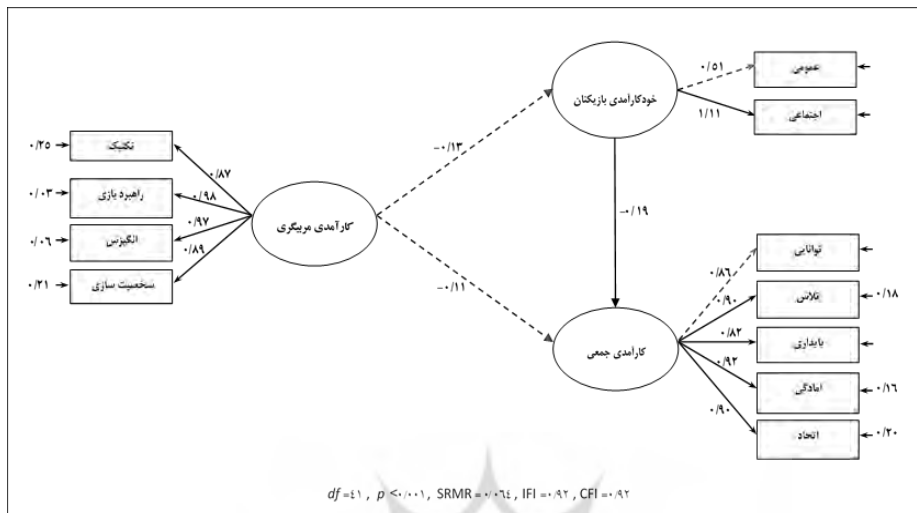 عمومی
۰/۵۱
خودکارآمدی بازیکنان
اجتماعی
۱/۱۱
-۰/۱۳
تکنیک
۰/۲۵
۰/۸۷
راهبرد بازی
۰/۰۳
۰/۹۸
انگیزش
۰/۰۶
۰/۹۷
شخصیت سازی
۰/۲۱
۰/۸۹
کارآمدی مربیگری
-۰/۱۹
-۰/۱۱
کارآمدی جمعی
توانایی
۰/۸۶
تلاش
۰/۱۸
۰/۹۰
پایداری
۰/۸۲
امادگی
۰/۱۶
۰/۹۲
اتحاد
۰/۲۰
۰/۹۰
df =٤١ , p <۰/۰۰۱, SRMR =۰/۰٦٤ , IFI =۰/۹۲ , CFI =۰/۹۲